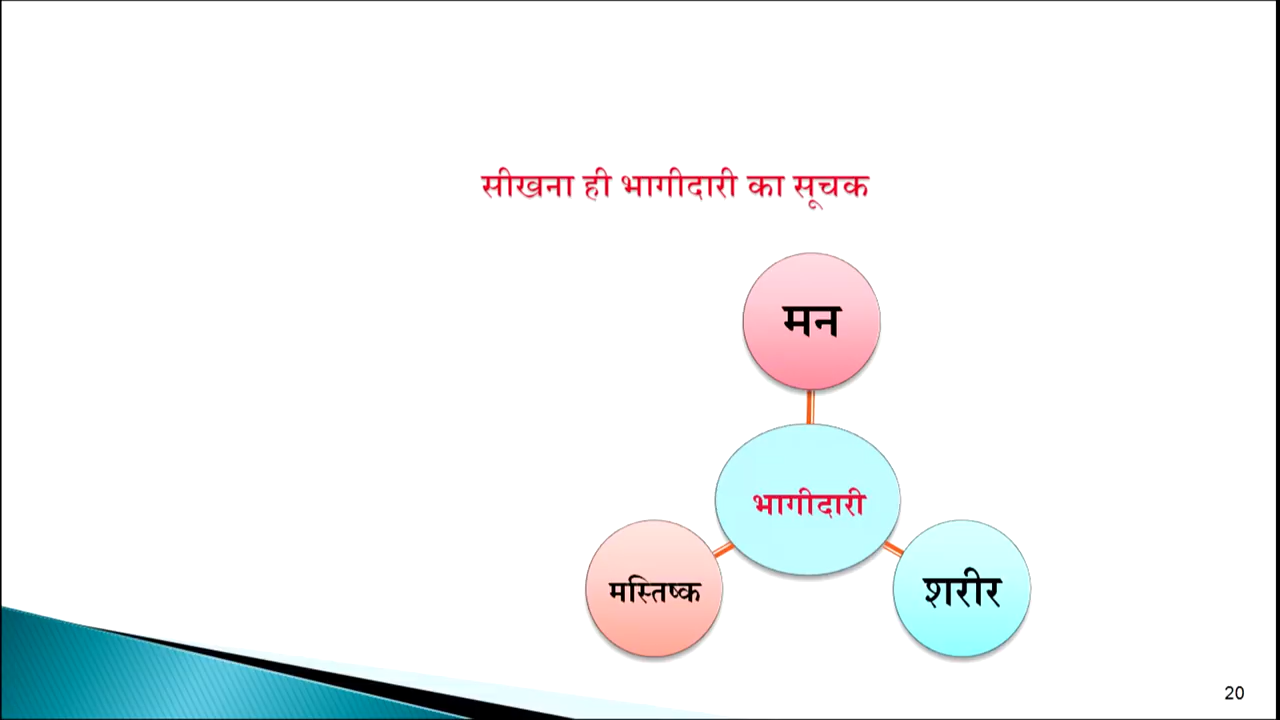 सीखना ही भागीदारी का सूचक
मन
भागीदारी
मस्तिष्क
शरीर
20